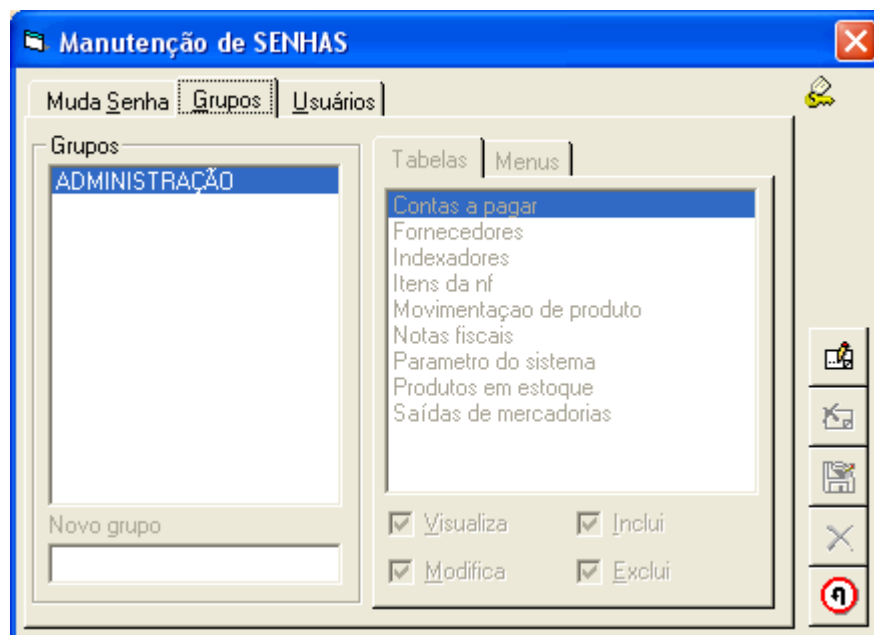 Manutenção de SENHAS
Muda Senha
Grupos
Usuários
Grupos
ADMINISTRAÇÃO
Novo grupo
Tabelas
Menus
Contas a pagar
Fornecedores
Indexadores
Itens da nf
Movimentaçao de produto
Notas fiscais
Parametro do sistema
Produtos em estoque
Saídas de mercadorias
Visualiza
Inclui
Modifica
Exclui